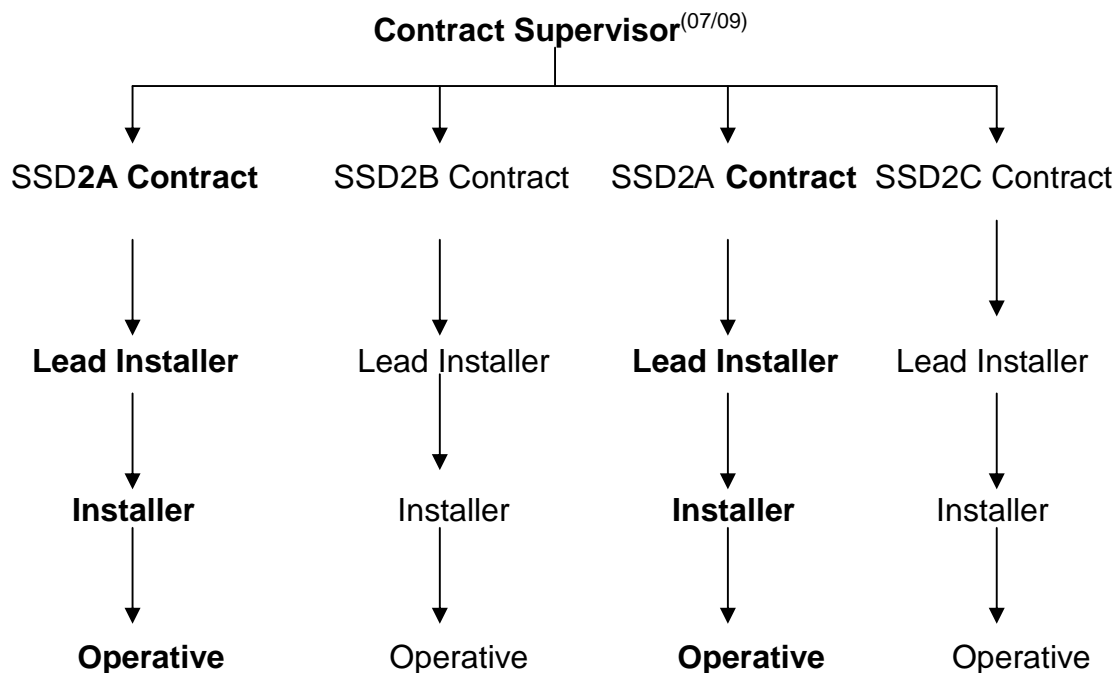 Contract Supervisor(07/09)
SSD2A Contract SSD2B Contract SSD2A Contract SSD2C Contract
Lead Installer Lead Installer Lead Installer Lead Installer
Installer Installer Installer Installer
Operative Operative Operative Operative